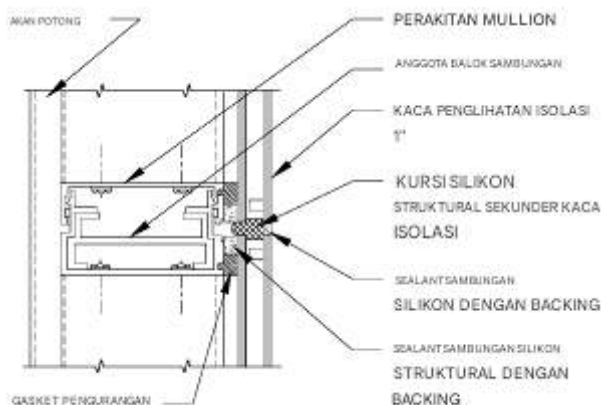 AKAN POTONG
PERAKITAN MULLION
ANGGOTA BALOK SAMBUNGAN
KACA PENGLIHATAN ISOLASI
1"
KURSI SILIKON
STRUKTURAL SEKUNDER KACA
ISOLASI
SEALANT SAMBUNGAN
SILIKON DENGAN BACKING
SEALANT SAMBUNGAN SILIKON
STRUKTURAL DENGAN
BACKING
GASKET PENGURANGAN